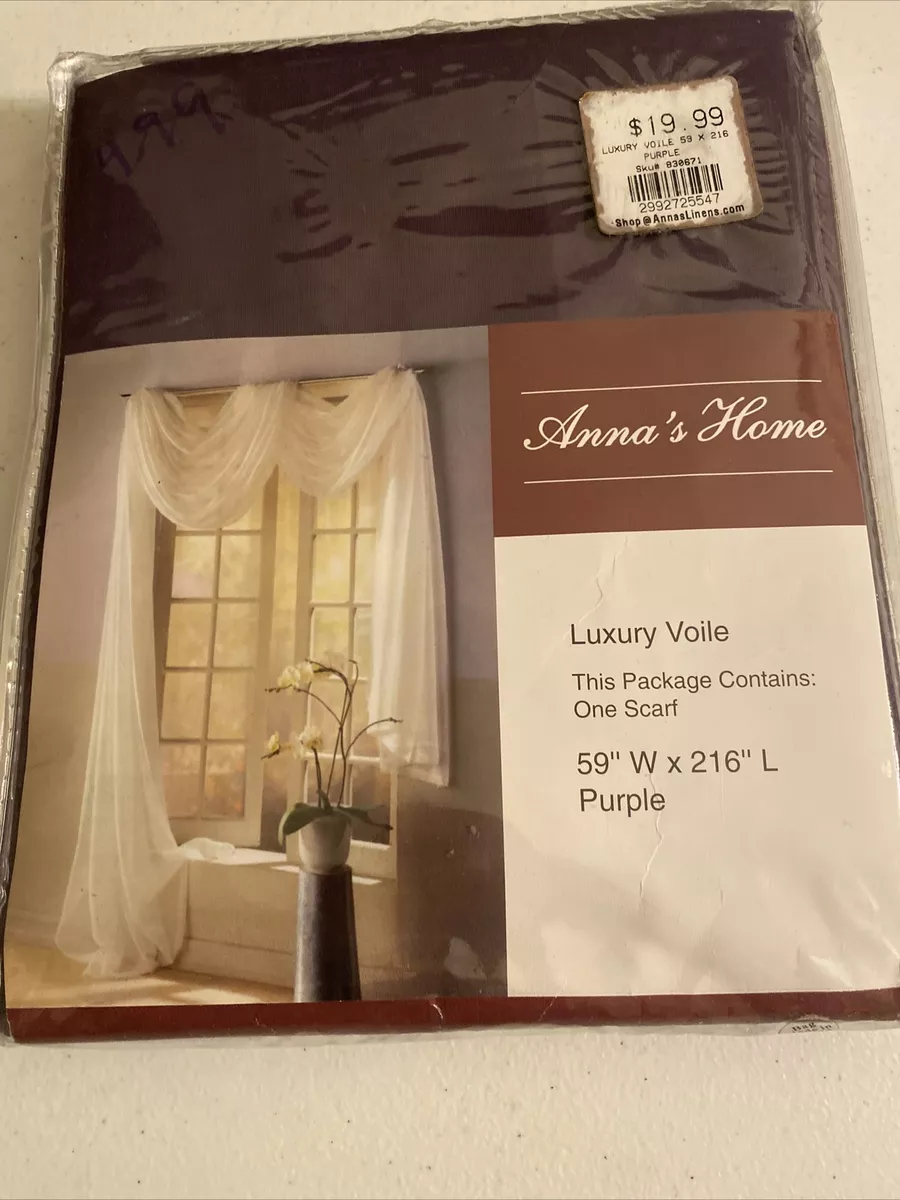 499
$19.99
LUXURY VOILE 59 X 216
PURPLE
Sku# 830671
2992725547
Shop@AnnasLinens.com
Anna's Home
Luxury Voile
This Package Contains:
One Scarf
59" W x 216" L
Purple